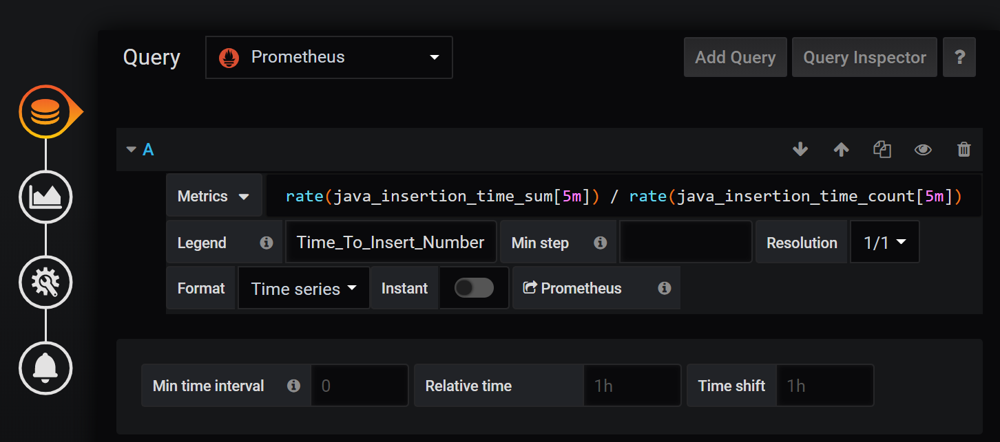 Query Prometheus Add Query Query Inspector ?
A
Metrics rate(java_insertion_time_sum[5m]) / rate(java_insertion_time_count[5m])
Legend Time_To_Insert_Number Min step Resolution 1/1
Format Time series Instant Prometheus
Min time interval 0 Relative time 1h Time shift 1h